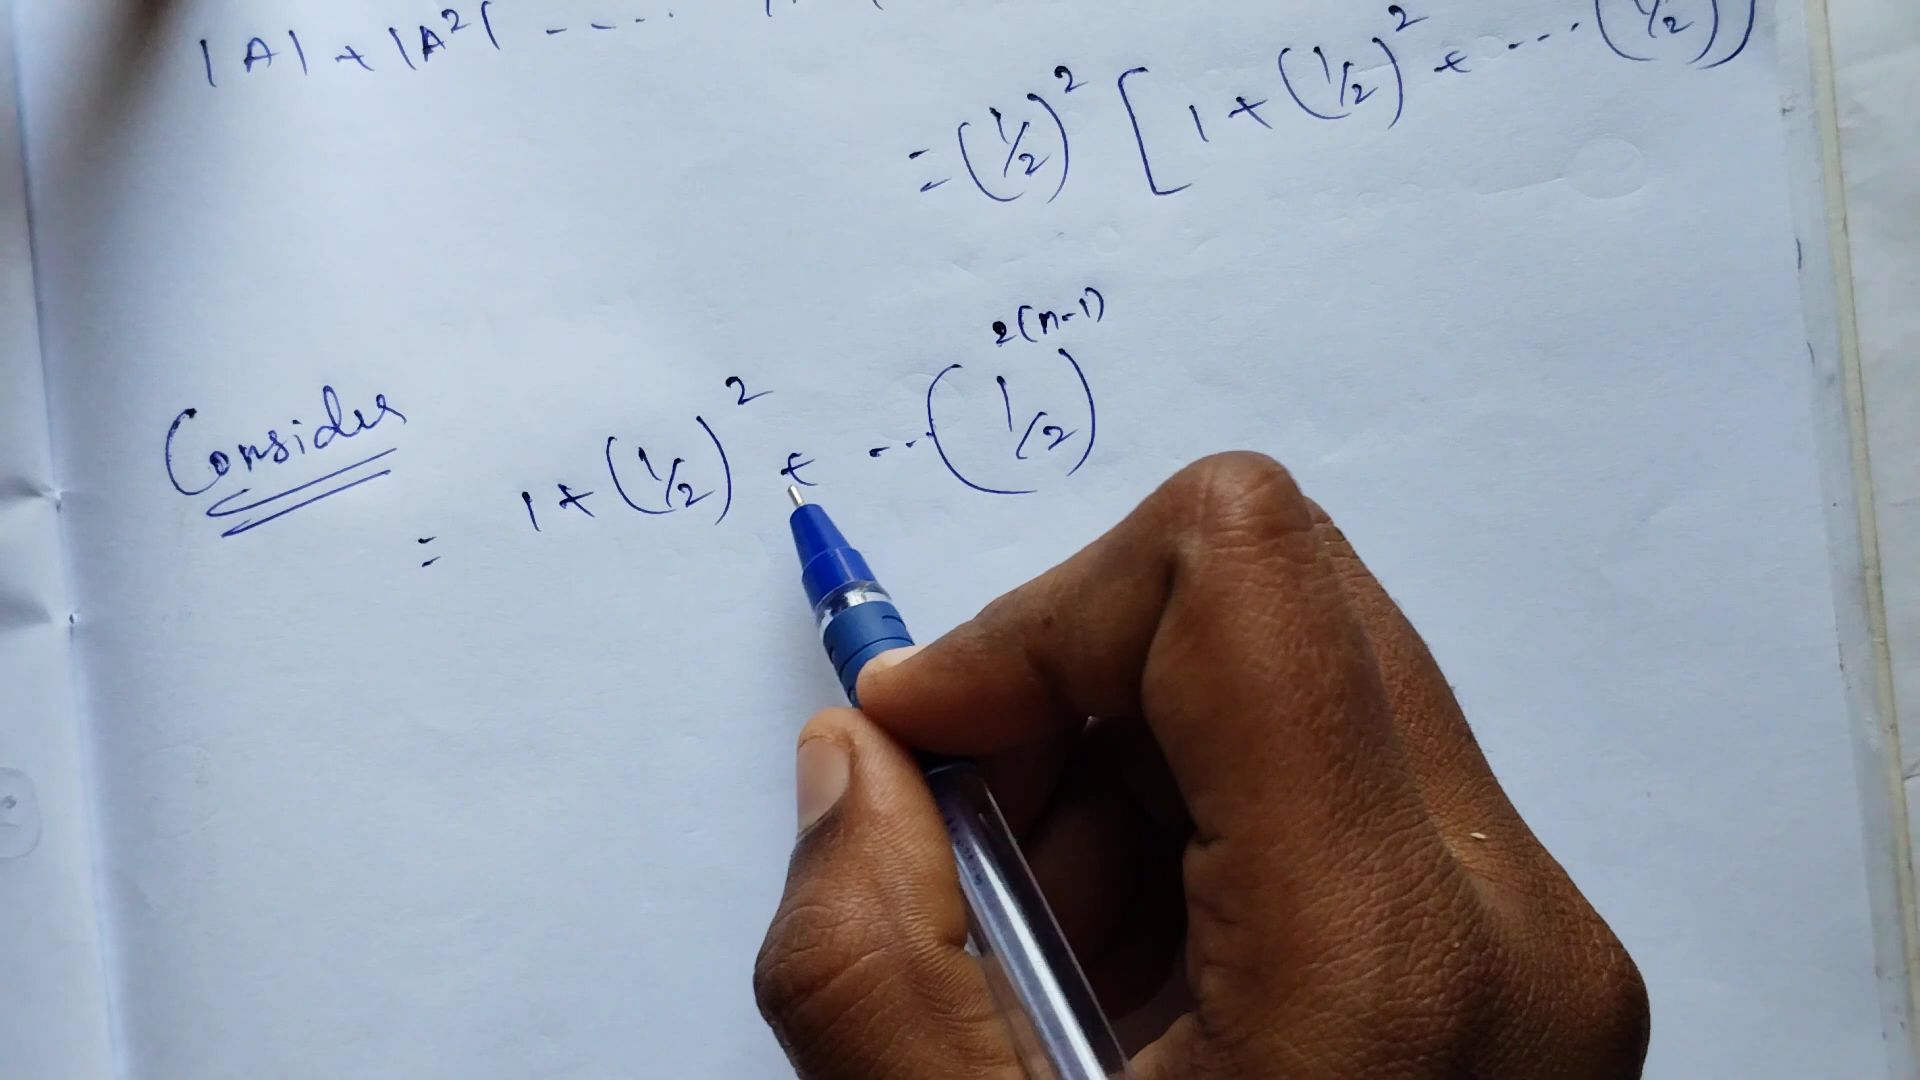 |A| + |A²| -----
= (1/2)² [1 + (1/2)² + ---- (1/2)
Consider
= 1 + (1/2)² + ---(1/2)²⁽ⁿ⁻¹⁾